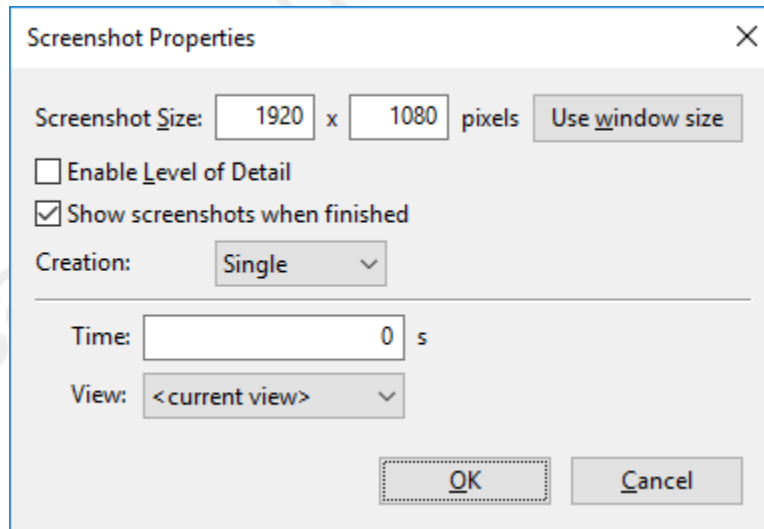 Screenshot Properties
Screenshot Size: 1920 x 1080 pixels Use window size
Enable Level of Detail
Show screenshots when finished
Creation: Single
Time: 0 s
View: <current view>
OK Cancel